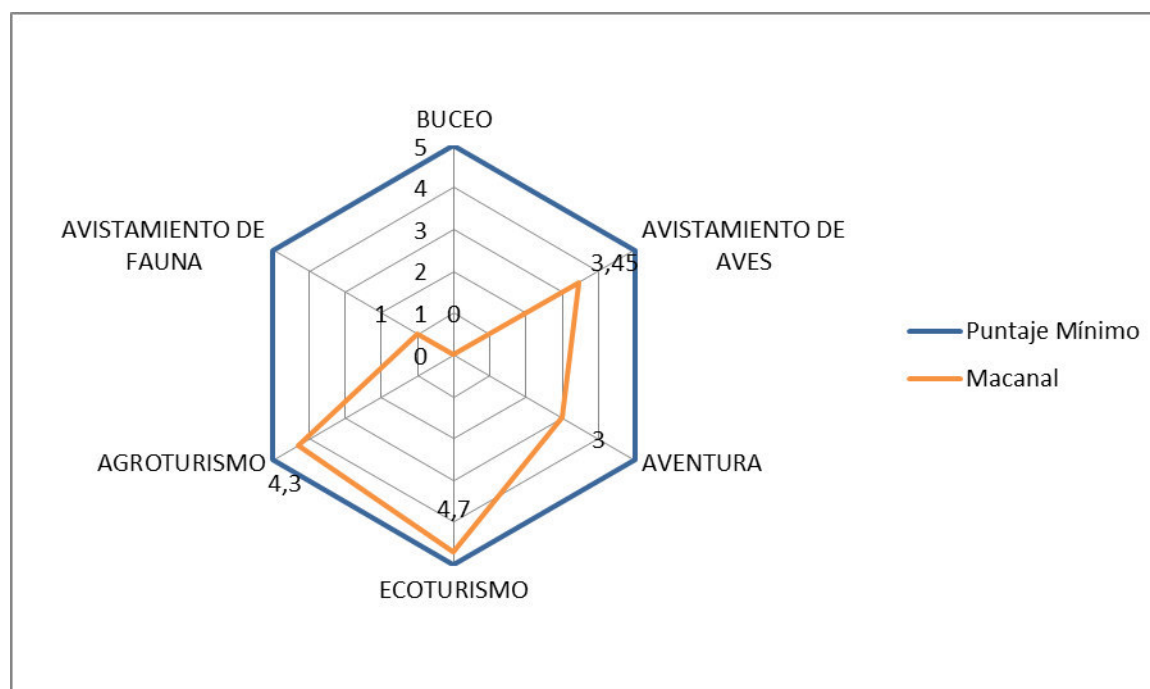 BUCEO
5
4
3
2
1
0
AVISTAMIENTO DE
AVES
AVENTURA
ECOTURISMO
AGROTURISMO
AVISTAMIENTO DE
FAUNA
0
3,45
3
4,7
4,3
1
Puntaje Mínimo
Macanal